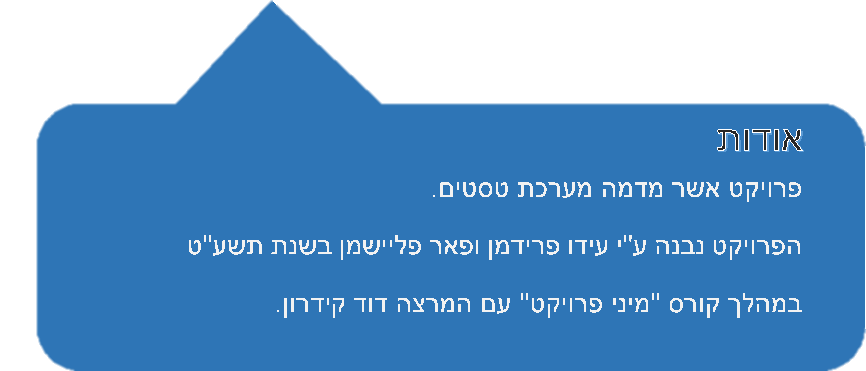 אודות
פרויקט אשר מדמה מערכת טסטים.
הפרויקט נבנה ע"י עידו פרידמן ופאר פליישמן בשנת תשע"ט
במהלך קורס "מיני פרויקט" עם המרצה דוד קידרון.